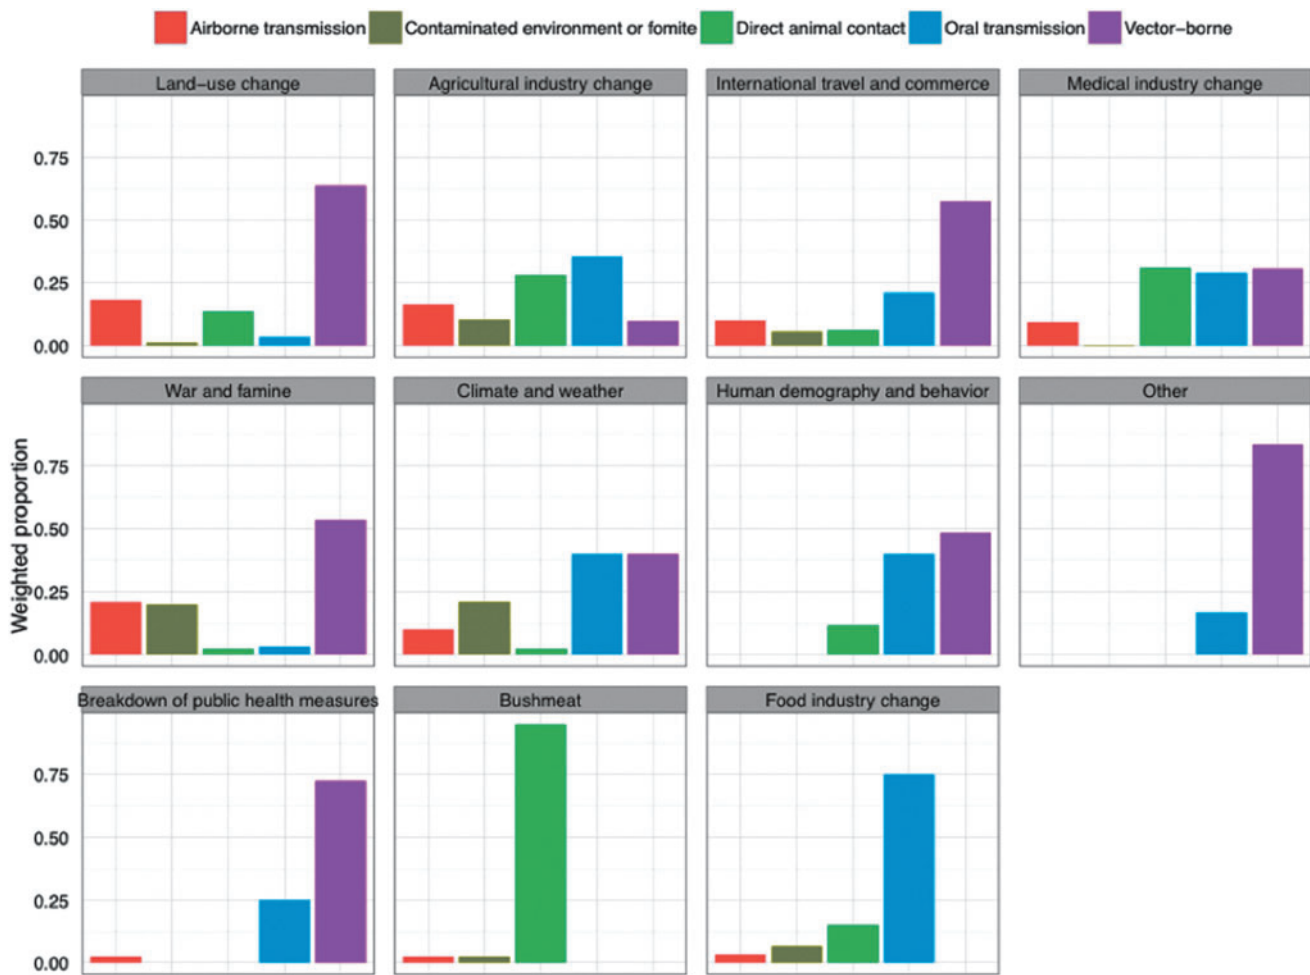 Airborne transmission Contaminated environment or fomite Direct animal contact Oral transmission Vector-borne
Land-use change Agricultural industry change International travel and commerce Medical industry change
0.75
0.50
0.25
0.00
War and famine Climate and weather Human demography and behavior Other
Weighted proportion
0.75
0.50
0.25
0.00
Breakdown of public health measures Bushmeat Food industry change
0.75
0.50
0.25
0.00